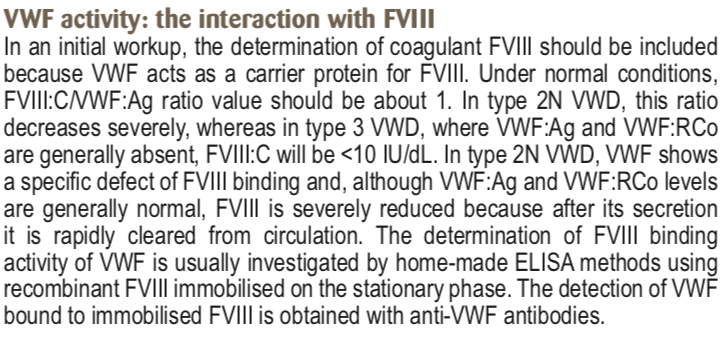 VWF activity: the interaction with FVIII
In an initial workup, the determination of coagulant FVIII should be included
because VWF acts as a carrier protein for FVIII. Under normal conditions,
FVIII:C/VWF:Ag ratio value should be about 1. In type 2N VWD, this ratio
decreases severely, whereas in type 3 VWD, where VWF:Ag and VWF:RCo
are generally absent, FVIII:C will be <10 IU/dL. In type 2N VWD, VWF shows
a specific defect of FVIII binding and, although VWF:Ag and VWF:RCo levels
are generally normal, FVIII is severely reduced because after its secretion
it is rapidly cleared from circulation. The determination of FVIII binding
activity of VWF is usually investigated by home-made ELISA methods using
recombinant FVIII immobilised on the stationary phase. The detection of VWF
bound to immobilised FVIII is obtained with anti-VWF antibodies.